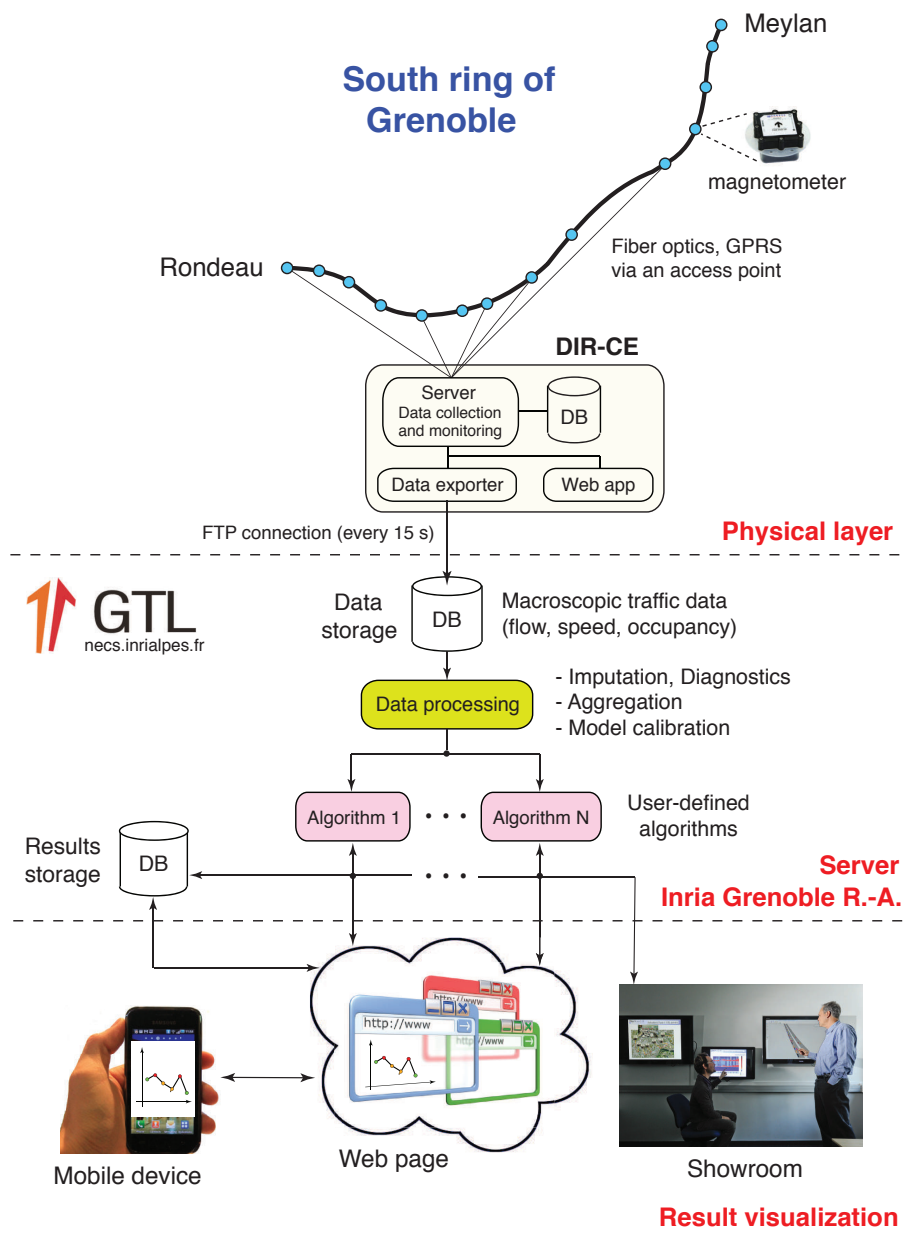 Meylan
South ring of
Grenoble
magnetometer
Fiber optics, GPRS
via an access point
Rondeau
DIR-CE
Server
Data collection
and monitoring
DB
Data exporter
Web app
FTP connection (every 15 s)
Physical layer
GTL
necs.inrialpes.fr
Data
storage
DB
Macroscopic traffic data
(flow, speed, occupancy)
Data processing
- Imputation, Diagnostics
- Aggregation
- Model calibration
Algorithm 1
• • •
Algorithm N
User-defined
algorithms
Results
storage
DB
• • •
Server
Inria Grenoble R.-A.
http://www
http://www
http://www
Mobile device
Web page
Showroom
Result visualization